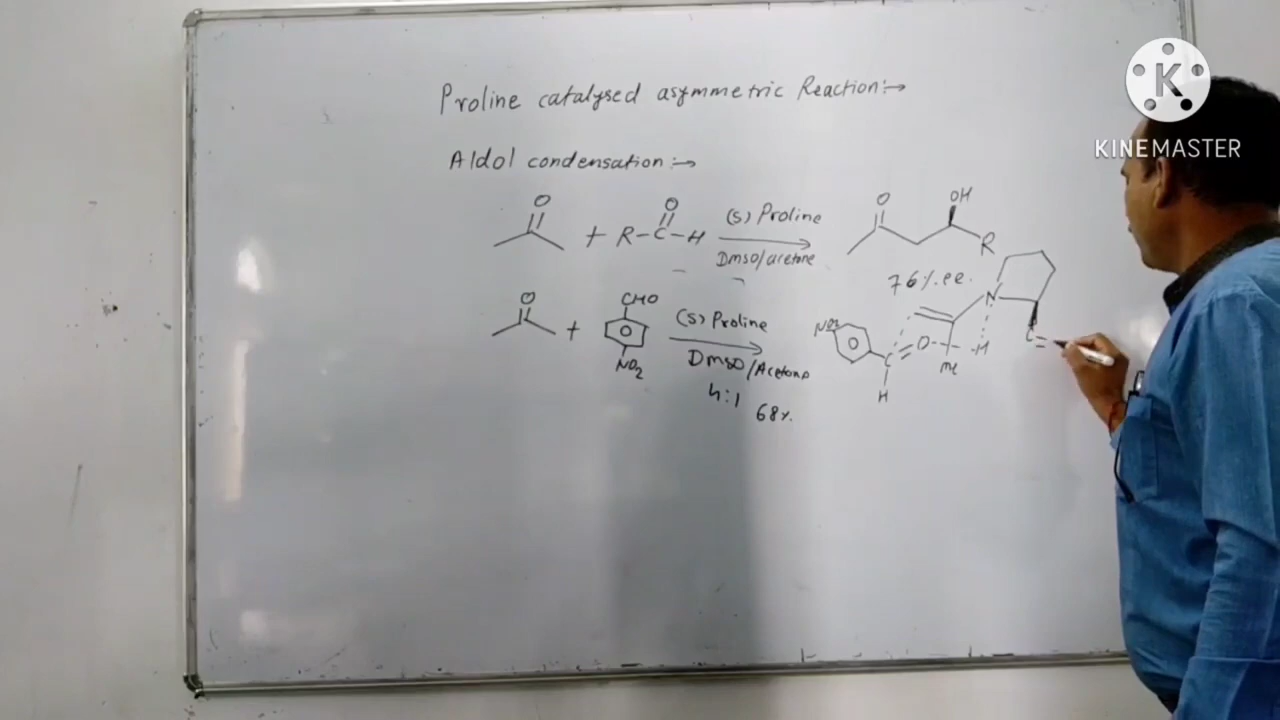 Proline catalysed asymmetric Reaction:→
Aldol condensation:→
O
+ R-C-H
O
(S) Proline
DMSO/acetone
O
OH
R
76% ee.
O
+
CHO
NO2
(S) Proline
DMSO/Acetone
4:1
68%.
NO2
C
H
O
H
Me
N
C=
K
KINEMASTER